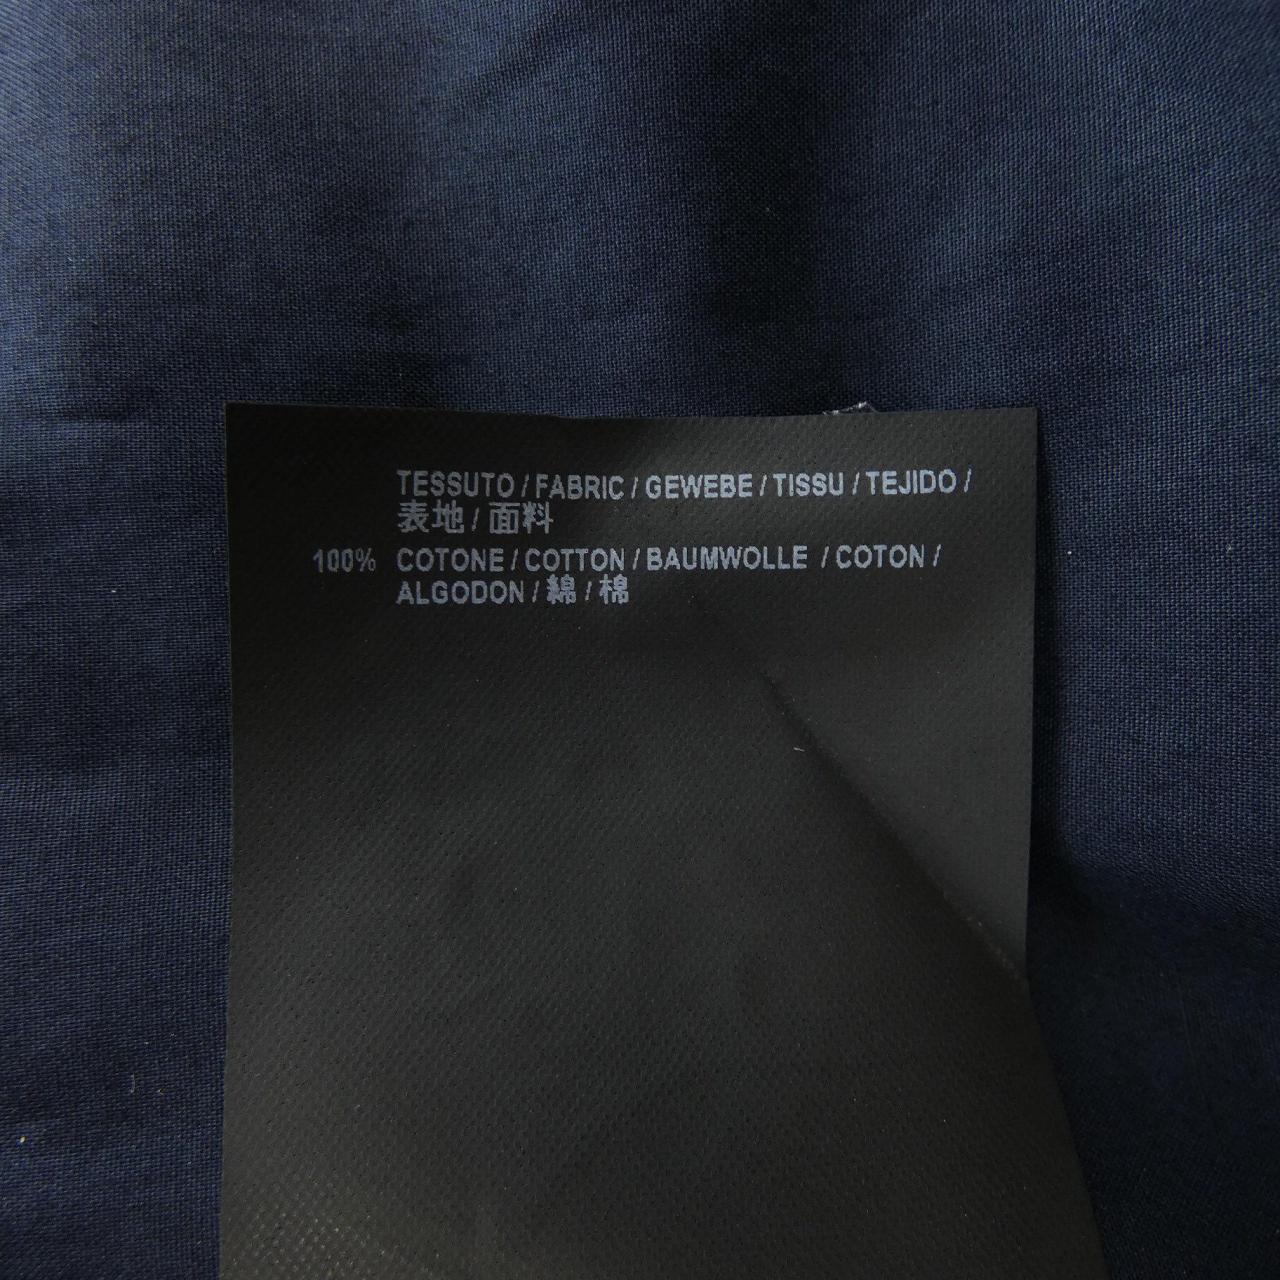 TESSUTO / FABRIC / GEWEBE / TISSU / TEJIDO /
表地 / 面料
100% COTONE / COTTON / BAUMWOLLE / COTON /
ALGODON / 綿 / 棉